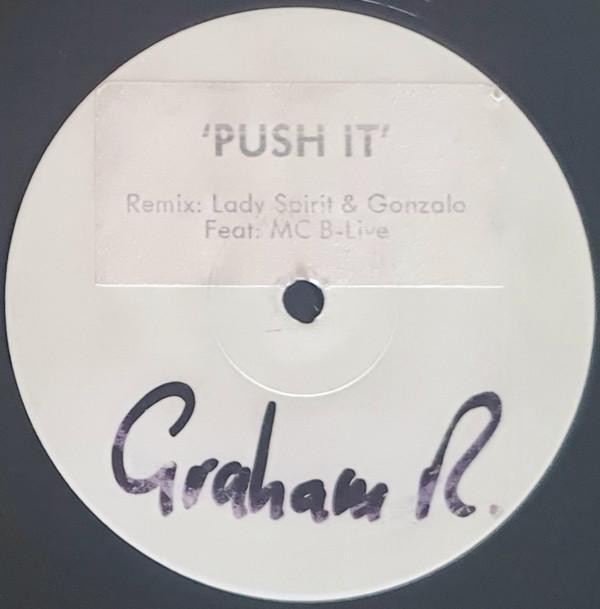 'PUSH IT'
Remix: Lady Spirit & Gonzalo
Feat: MC B-Live
Graham R.